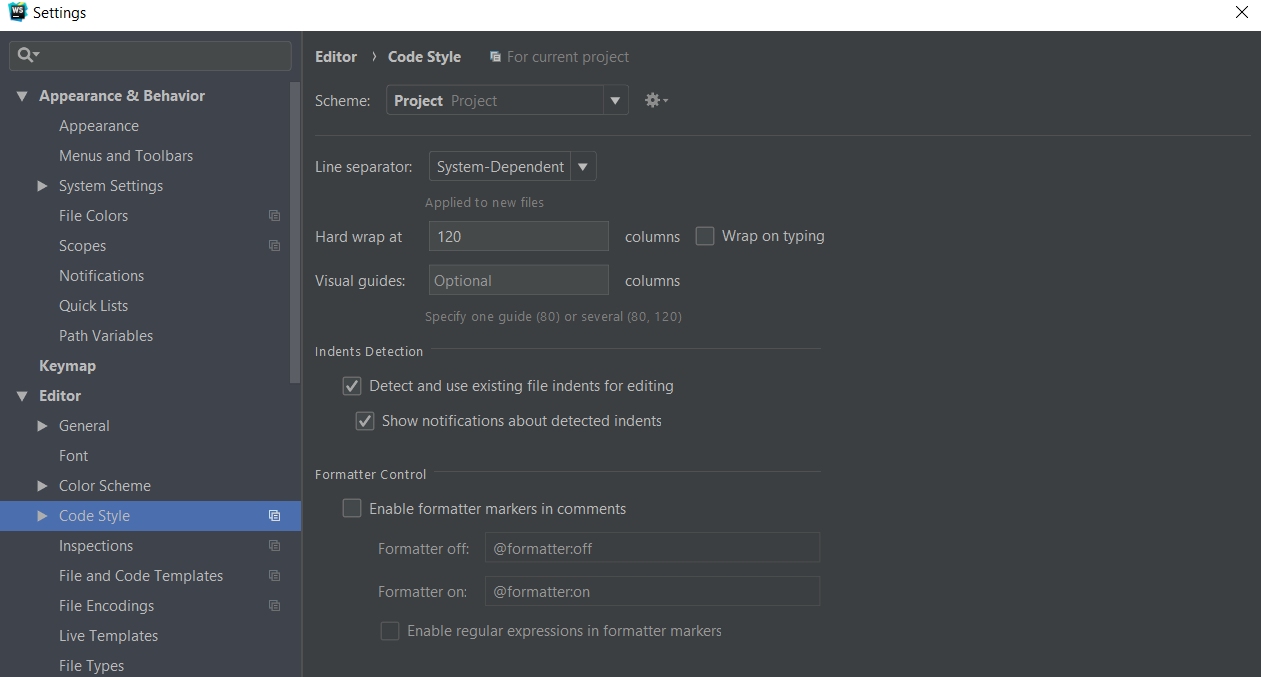 WS
Settings
Appearance & Behavior
Appearance
Menus and Toolbars
System Settings
File Colors
Scopes
Notifications
Quick Lists
Path Variables
Keymap
Editor
General
Font
Color Scheme
Code Style
Inspections
File and Code Templates
File Encodings
Live Templates
File Types
Editor › Code Style For current project
Scheme: Project Project
Line separator: System-Dependent
Applied to new files
Hard wrap at 120 columns Wrap on typing
Visual guides: Optional columns
Specify one guide (80) or several (80, 120)
Indents Detection
Detect and use existing file indents for editing
Show notifications about detected indents
Formatter Control
Enable formatter markers in comments
Formatter off: @formatter:off
Formatter on: @formatter:on
Enable regular expressions in formatter markers